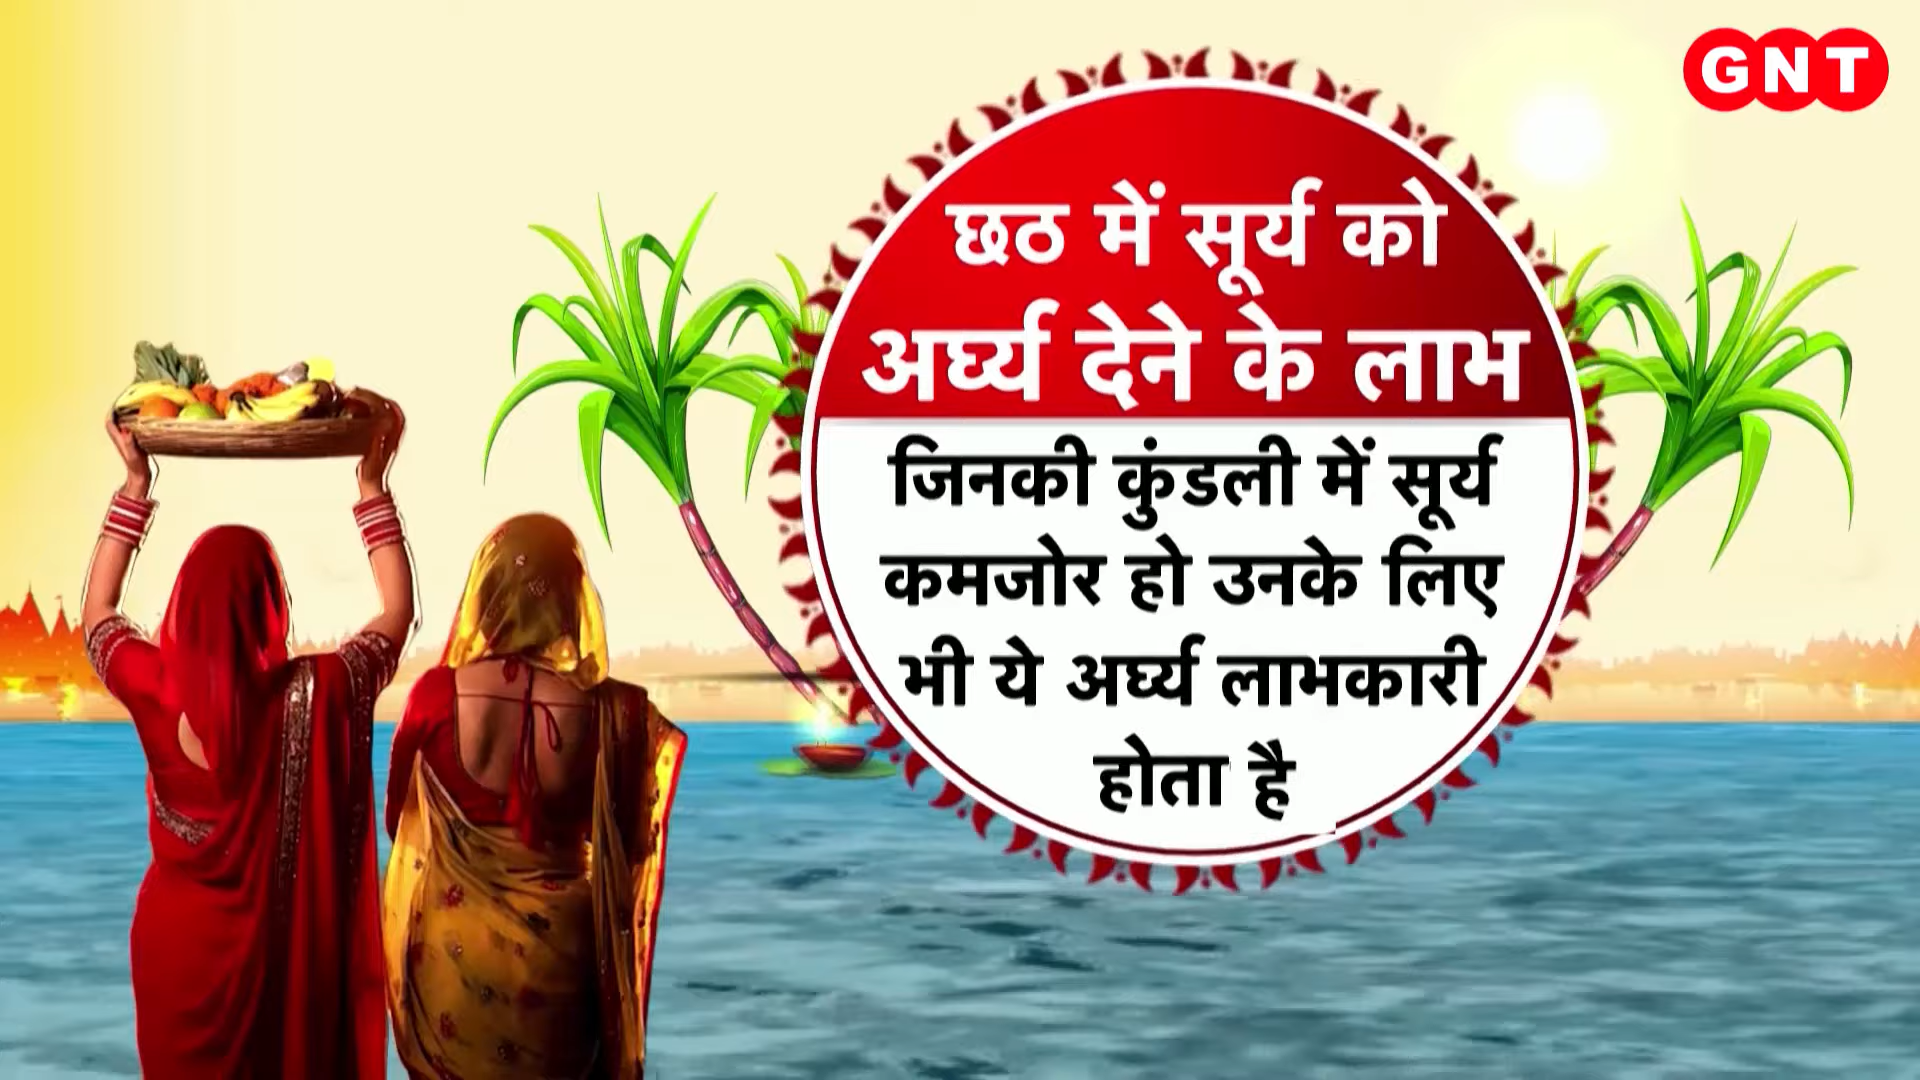 GNT
छठ में सूर्य को
अर्घ्य देने के लाभ
जिनकी कुंडली में सूर्य
कमजोर हो उनके लिए
भी ये अर्घ्य लाभकारी
होता है